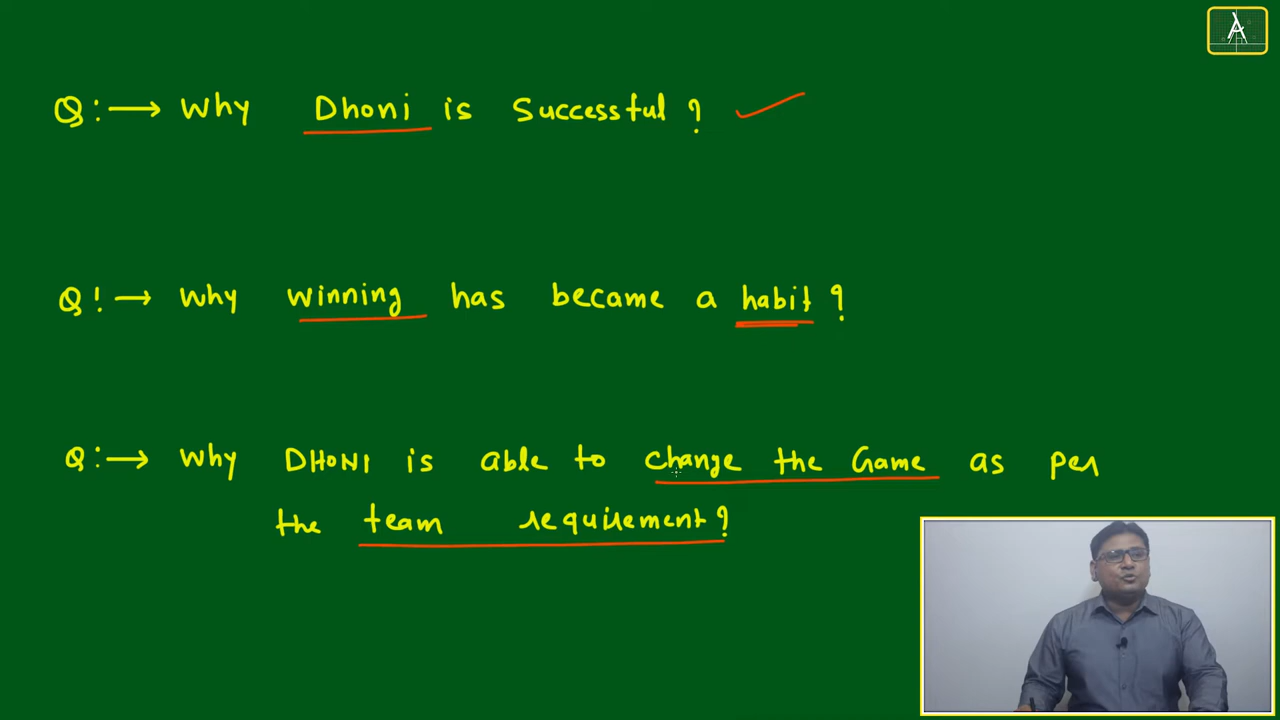 Q:→ Why Dhoni is Successful?
Q!→ Why winning has became a habit?
Q:→ Why DHONI is able to change the Game as per
the team requirement?